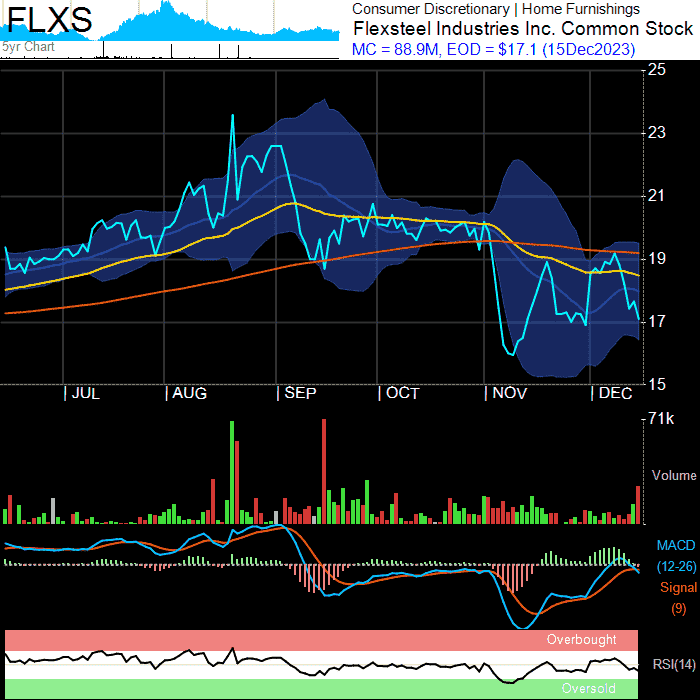 FLXS
5yr Chart
Consumer Discretionary | Home Furnishings
Flexsteel Industries Inc. Common Stock
MC = 88.9M, EOD = $17.1 (15Dec2023)
25
23
21
19
17
15
JUL
AUG
SEP
OCT
NOV
DEC
71k
Volume
MACD
(12-26)
Signal
(9)
Overbought
RSI(14)
Oversold